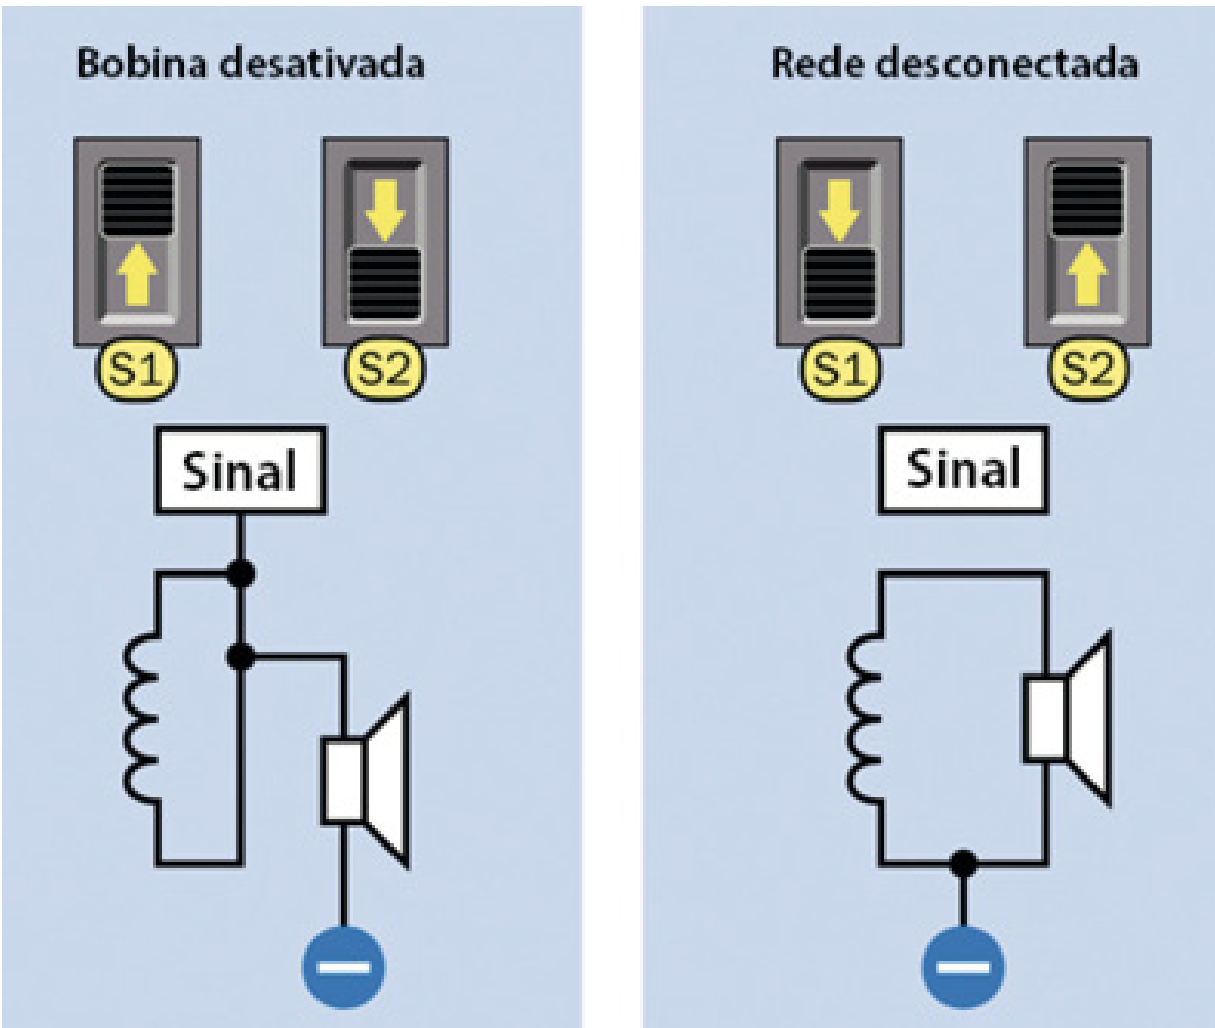 Bobina desativada
S1
S2
Sinal
Rede desconectada
S1
S2
Sinal